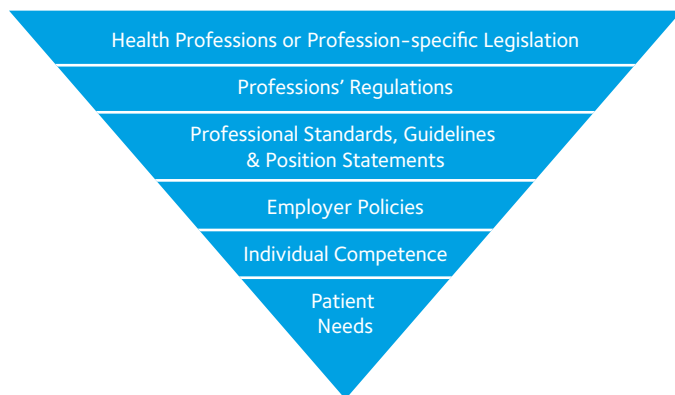 Health Professions or Profession-specific Legislation
Professions’ Regulations
Professional Standards, Guidelines
& Position Statements
Employer Policies
Individual Competence
Patient
Needs